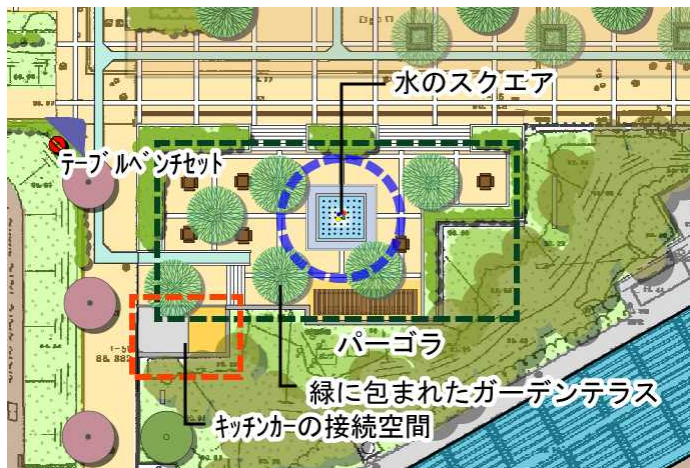 水のスクエア
テーブルベンチセット
パーゴラ
緑に包まれたガーデンテラス
キッチンカーの接続空間